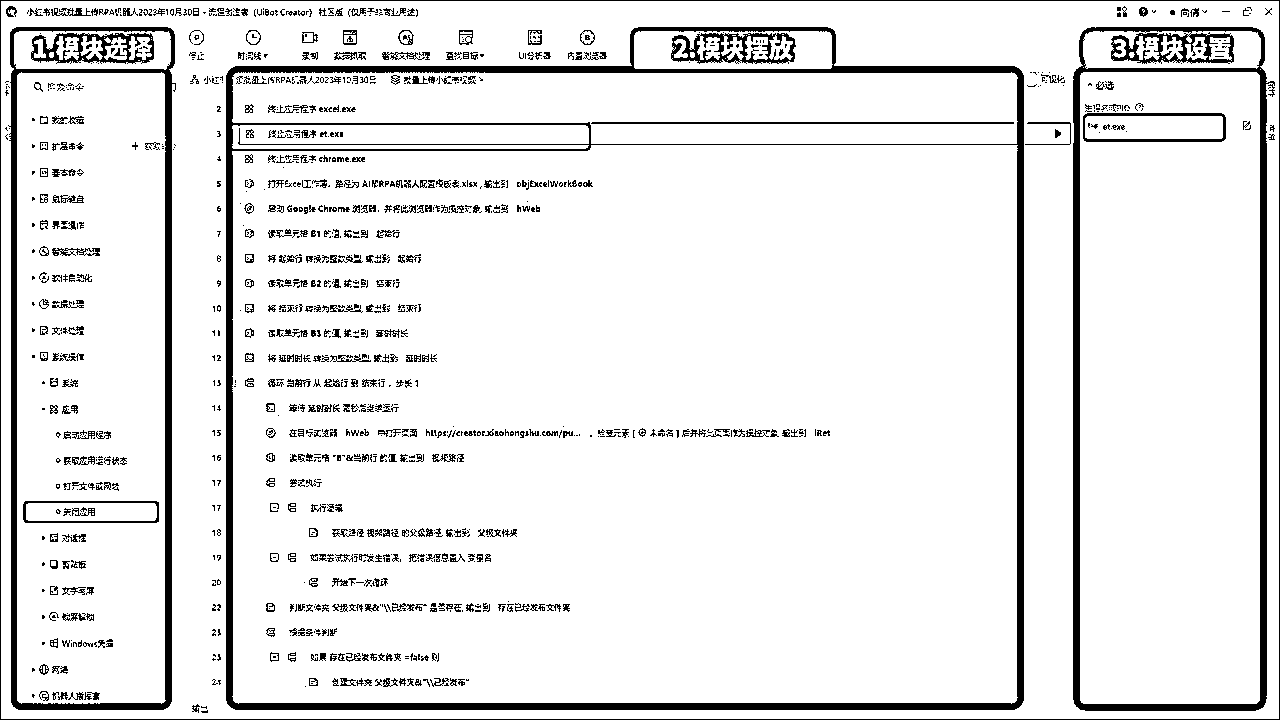 小红书视频批量上传RPA机器人2023年10月30日 - 流程创造者 (UiBot Creator) 社区版 (仅用于非商业用途)
向倩
1.模块选择
停止
时间线
录制
数据抓取
智能文档处理
查找目标
UI分析器
内置浏览器
2.模块摆放
3.模块设置
小红书
频批量上传RPA机器人2023年10月30日
批量上传小红书视频
可视化
搜索命令
我的收藏
扩展命令
+ 获取
基本命令
鼠标键盘
界面操作
智能文档处理
软件自动化
数据处理
文件处理
系统操作
系统
应用
启动应用程序
获取应用运行状态
打开文件或网址
关闭应用
对话框
剪贴板
文字写屏
锁屏解锁
Windows凭据
网络
机器人指挥官
2 终止应用程序 excel.exe
3 终止应用程序 et.exe
4 终止应用程序 chrome.exe
5 打开Excel工作簿，路径为 AI帮RPA机器人配置模板表.xlsx，输出到 objExcelWorkBook
6 启动 Google Chrome 浏览器，并将此浏览器作为操控对象, 输出到 hWeb
7 读取单元格 B1 的值, 输出到 起始行
8 将 起始行 转换为整数类型, 输出到 起始行
9 读取单元格 B2 的值, 输出到 结束行
10 将 结束行 转换为整数类型, 输出到 结束行
11 读取单元格 B3 的值, 输出到 延时时长
12 将 延时时长 转换为整数类型, 输出到 延时时长
13 循环 当前行 从 起始行 到 结束行，步长 1
14 等待 延时时长 毫秒后继续运行
15 在目标浏览器 hWeb 中打开页面 https://creator.xiaohongshu.com/pu... ，检查元素 [ 未命名 ] 后并将此页面作为操控对象, 输出到 iRet
16 读取单元格 "B"&当前行 的值, 输出到 视频路径
17 尝试执行
17 执行逻辑
18 获取路径 视频路径 的父级路径, 输出到 父级文件夹
19 如果尝试执行时发生错误，把错误信息置入 变量名
20 开始下一次循环
22 判断文件夹 父级文件夹&"\\已经发布" 是否存在, 输出到 存在已经发布文件夹
23 根据条件判断
23 如果 存在已经发布文件夹 =false 则
24 创建文件夹 父级文件夹&"\\已经发布"
输出
必选
进程名或PID
et.exe